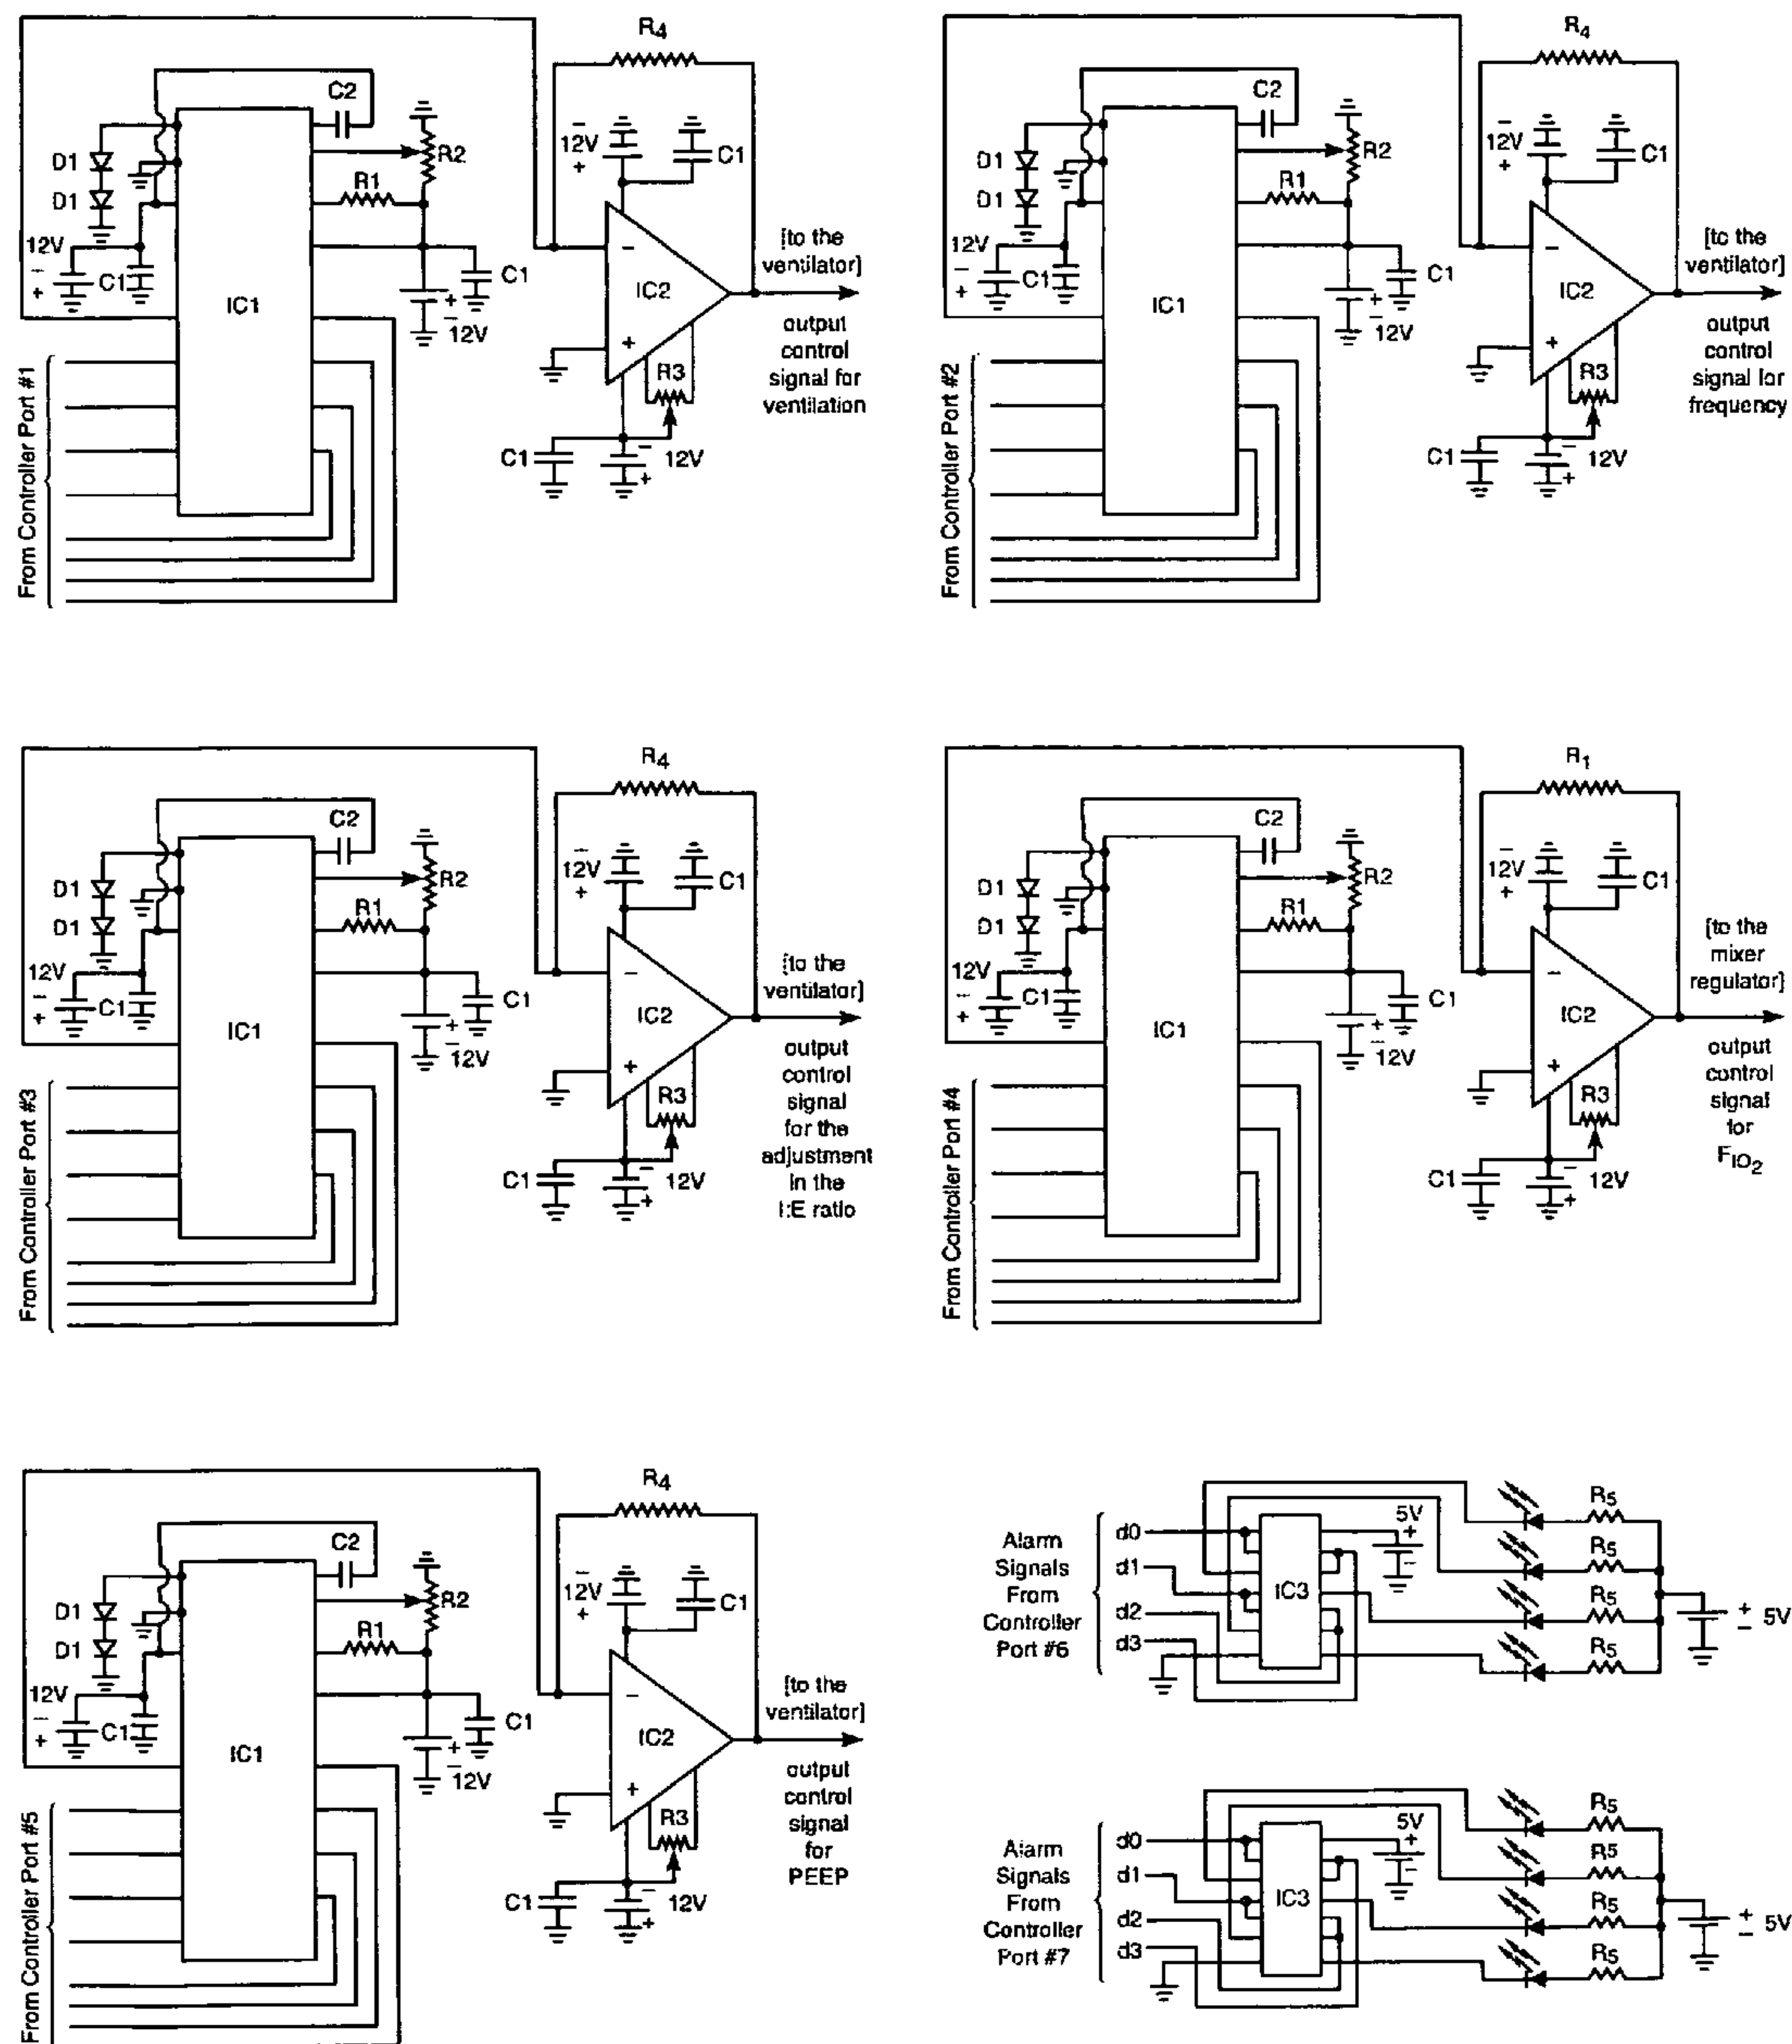 R4
C2
12V
−
+
C1
D1
R2
D1
R1
12V
−
+
C1
C1
IC1
+
−
12V
−
IC2
+
R3
C1
−
12V
+
[to the
ventilator]
output
control
signal for
ventilation
From Controller Port #1
R4
C2
12V
−
+
C1
D1
R2
D1
R1
12V
−
+
C1
C1
IC1
+
−
12V
−
IC2
+
R3
C1
−
12V
+
[to the
ventilator]
output
control
signal for
frequency
From Controller Port #2
R4
C2
12V
−
+
C1
D1
R2
D1
R1
12V
−
+
C1
C1
IC1
+
−
12V
−
IC2
+
R3
C1
−
12V
+
[to the
ventilator]
output
control
signal
for the
adjustment
in the
I:E ratio
From Controller Port #3
R1
C2
12V
−
+
C1
D1
R2
D1
R1
12V
−
+
C1
C1
IC1
+
−
12V
−
IC2
+
R3
C1
−
12V
+
[to the
mixer
regulator]
output
control
signal
for
FIO2
From Controller Port #4
R4
C2
12V
−
+
C1
D1
R2
D1
R1
12V
−
+
C1
C1
IC1
+
−
12V
−
IC2
+
R3
C1
−
12V
+
[to the
ventilator]
output
control
signal
for
PEEP
From Controller Port #5
Alarm
Signals
From
Controller
Port #6
d0
d1
d2
d3
IC3
5V
+
−
R5
R5
R5
R5
+
−
5V
Alarm
Signals
From
Controller
Port #7
d0
d1
d2
d3
IC3
5V
+
−
R5
R5
R5
R5
+
−
5V